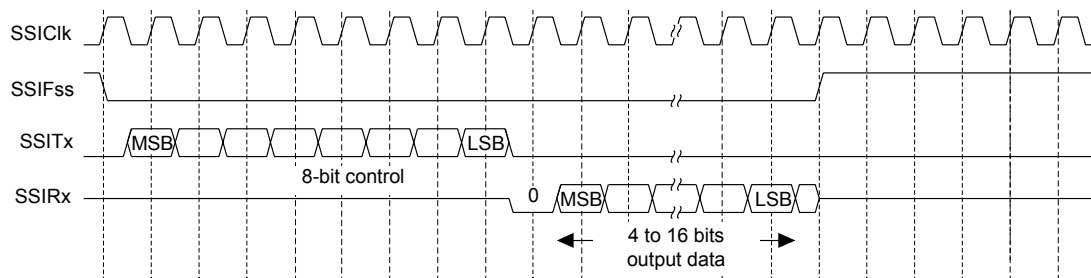 SSIClk
SSIFss
SSITx
MSB
LSB
8-bit control
SSIRx
0
MSB
LSB
4 to 16 bits
output data